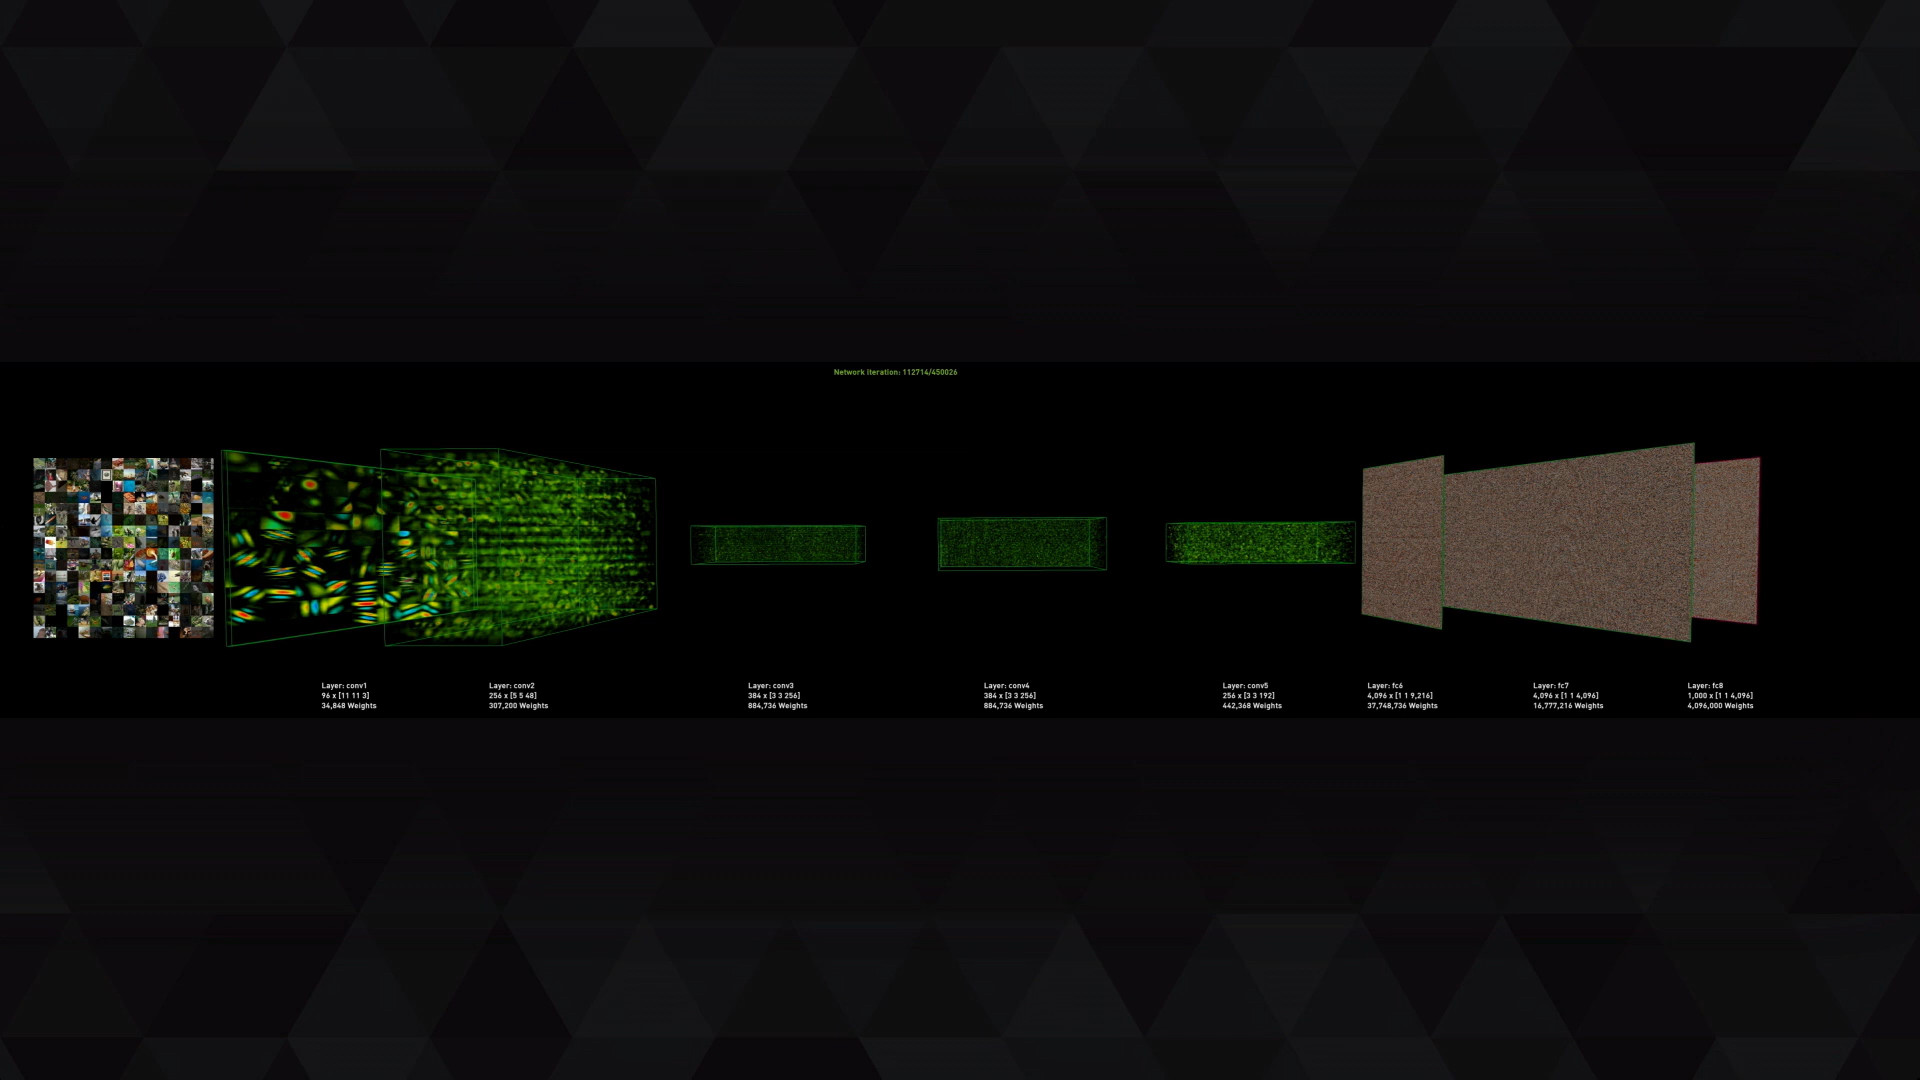 Network iteration: 112714/450026
Layer: conv1
96 x [11 11 3]
34,848 Weights
Layer: conv2
256 x [5 5 48]
307,200 Weights
Layer: conv3
384 x [3 3 256]
884,736 Weights
Layer: conv4
384 x [3 3 256]
884,736 Weights
Layer: conv5
256 x [3 3 192]
442,368 Weights
Layer: fc6
4,096 x [1 1 9,216]
37,748,736 Weights
Layer: fc7
4,096 x [1 1 4,096]
16,777,216 Weights
Layer: fc8
1,000 x [1 1 4,096]
4,096,000 Weights